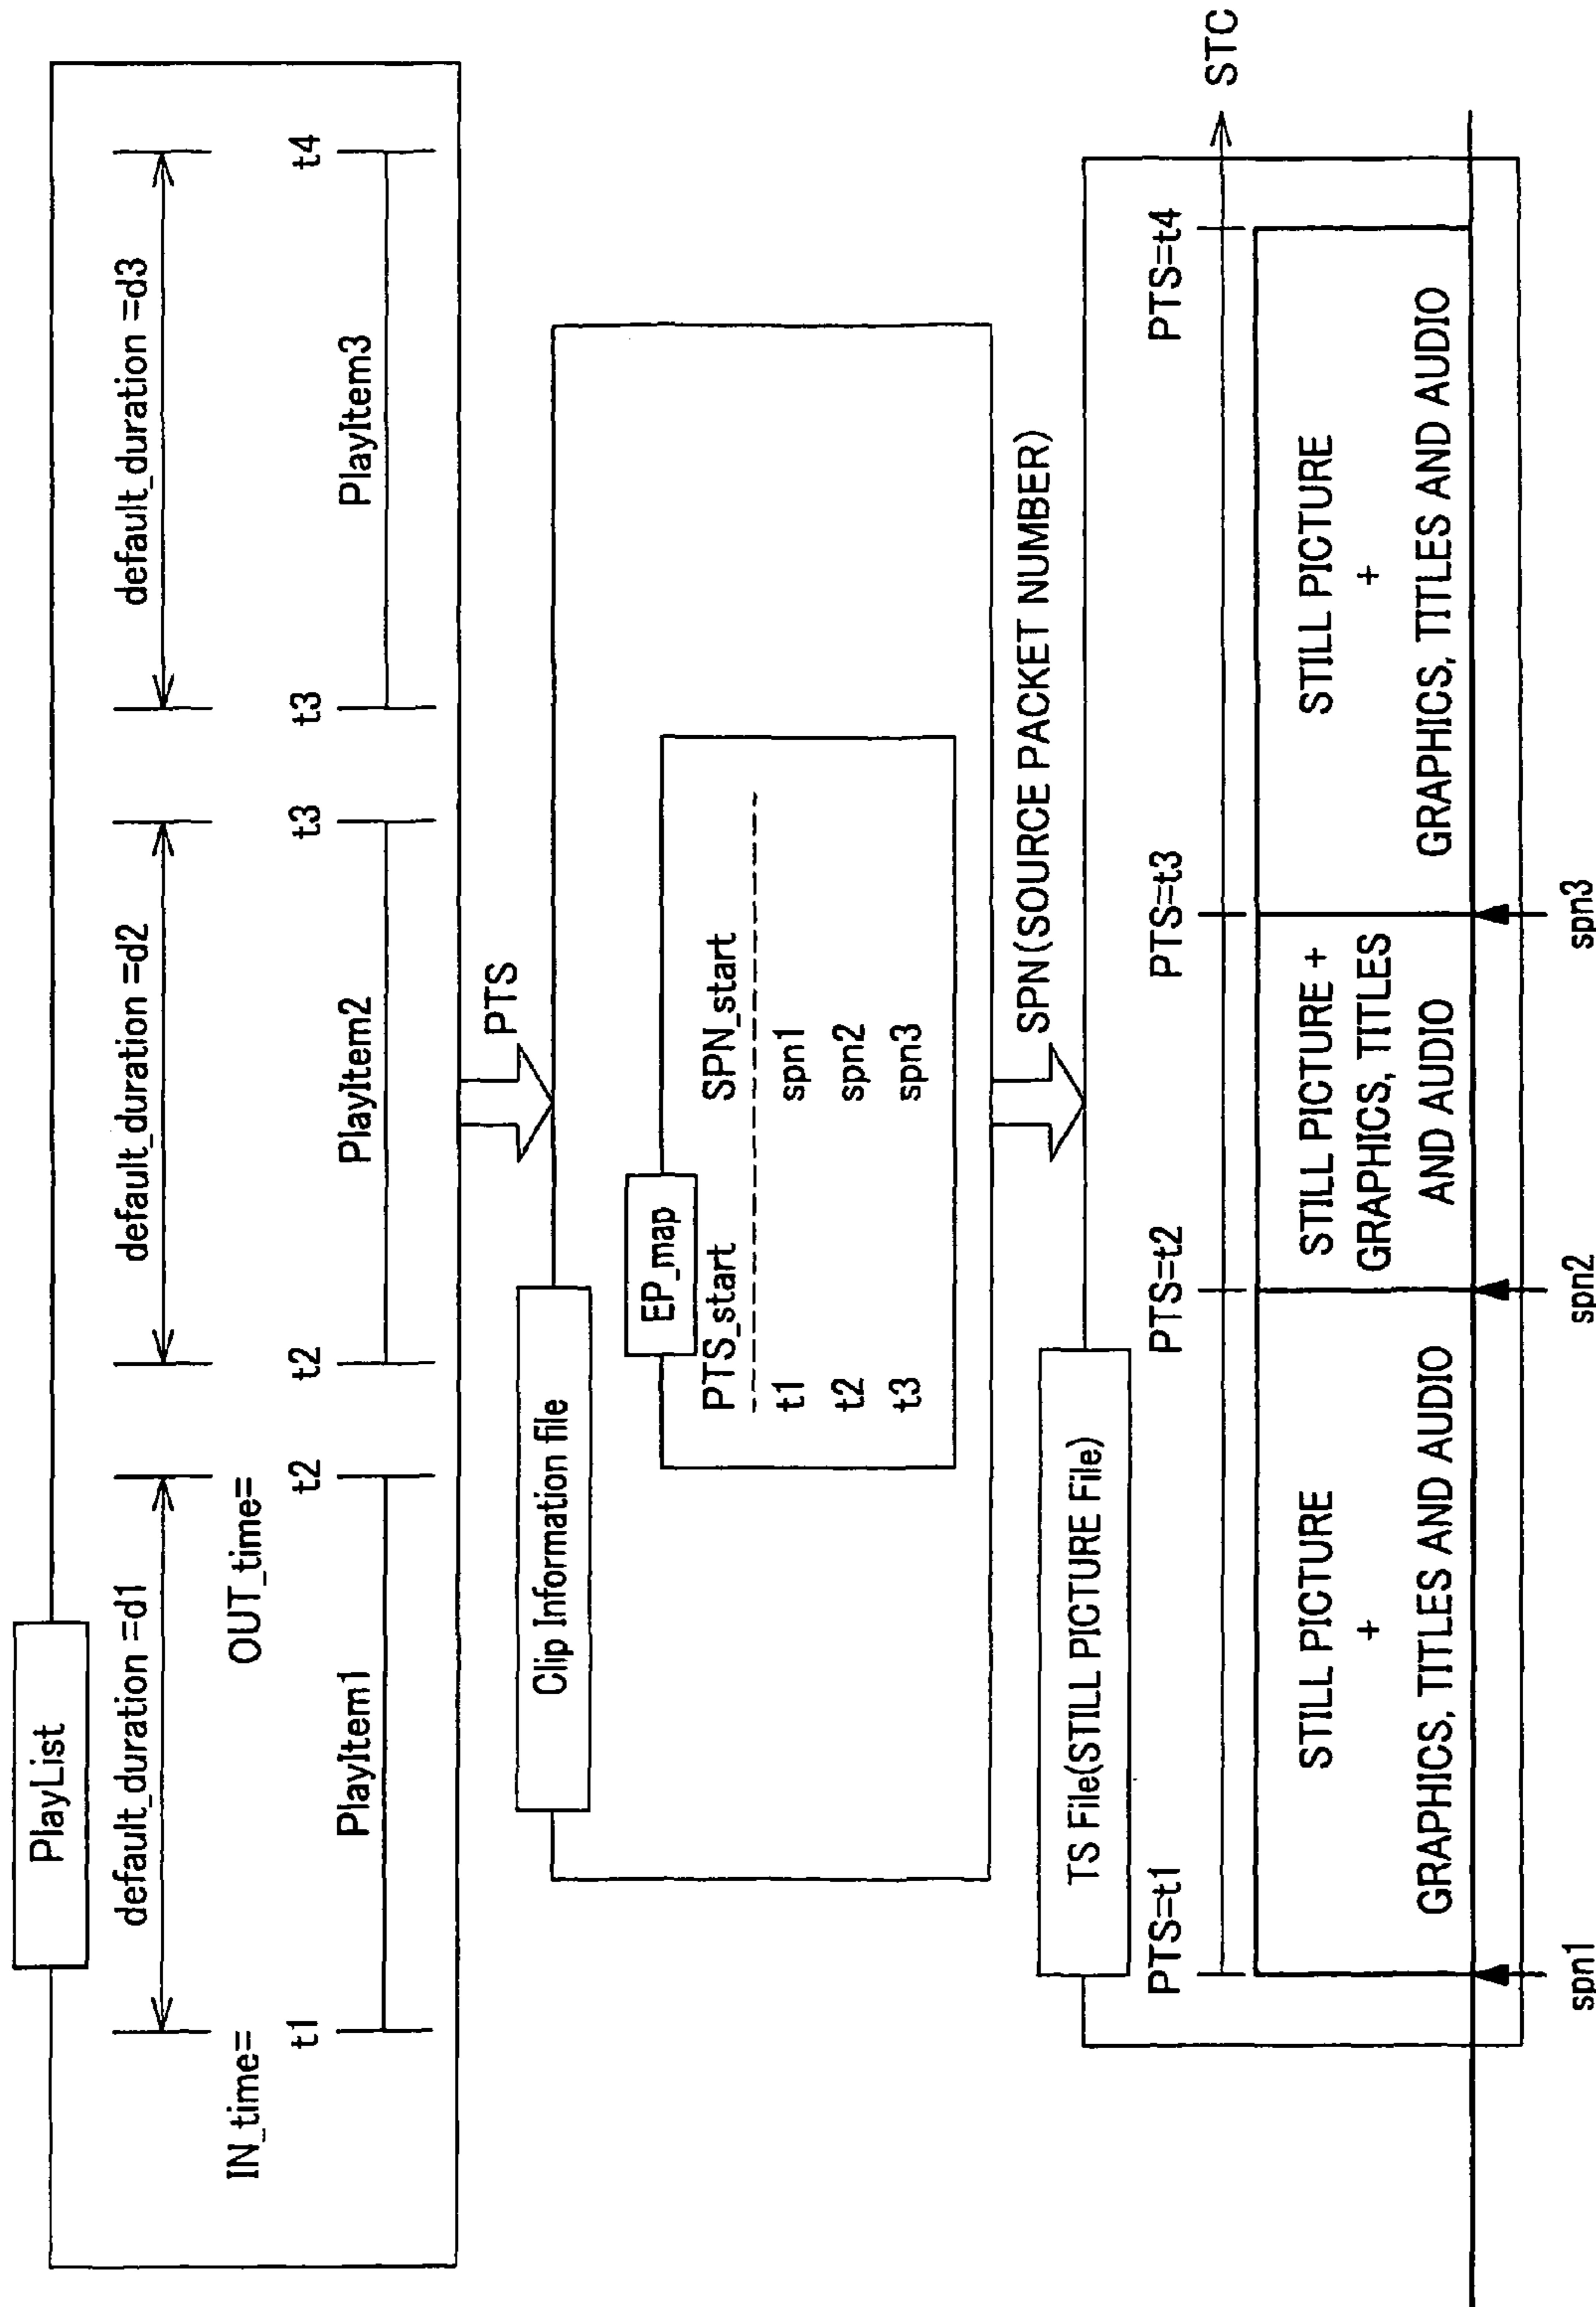 PlayList
default_duration =d1
default_duration =d2
default_duration =d3
IN_time=
OUT_time=
t1
t2
t2
t3
t3
t4
PlayItem1
PlayItem2
PlayItem3
PTS
Clip Information file
EP_map
PTS_start SPN_start
t1 spn1
t2 spn2
t3 spn3
SPN(SOURCE PACKET NUMBER)
TS File(STILL PICTURE File)
PTS=t1
PTS=t2
PTS=t3
PTS=t4
STC
STILL PICTURE
+
GRAPHICS, TITLES AND AUDIO
STILL PICTURE +
GRAPHICS, TITLES
AND AUDIO
STILL PICTURE
+
GRAPHICS, TITLES AND AUDIO
spn1
spn2
spn3